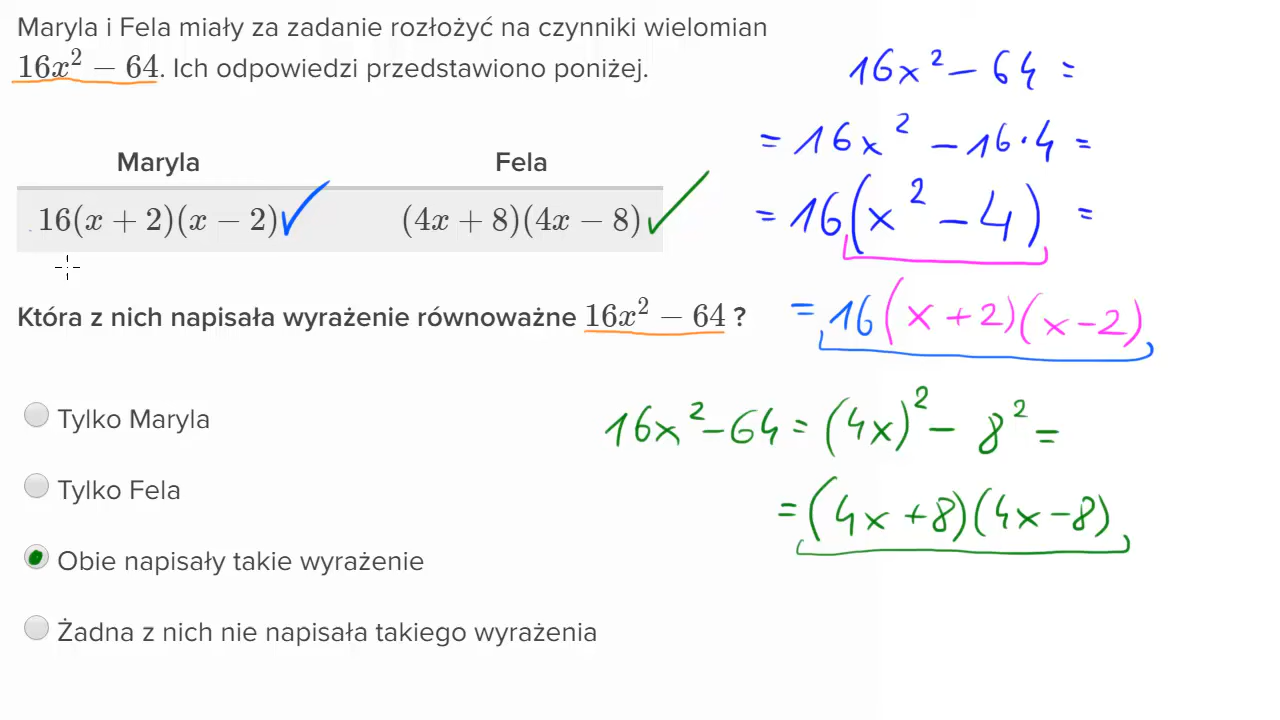 Maryla i Fela miały za zadanie rozłożyć na czynniki wielomian
16x² − 64. Ich odpowiedzi przedstawiono poniżej.
Maryla Fela
16(x + 2)(x − 2) (4x + 8)(4x − 8)
Która z nich napisała wyrażenie równoważne 16x² − 64 ?
Tylko Maryla
Tylko Fela
Obie napisały takie wyrażenie
Żadna z nich nie napisała takiego wyrażenia
16x² − 64 =
= 16x² − 16·4 =
= 16(x² − 4) =
= 16(x+2)(x−2)
16x² − 64 = (4x)² − 8² =
= (4x+8)(4x−8)